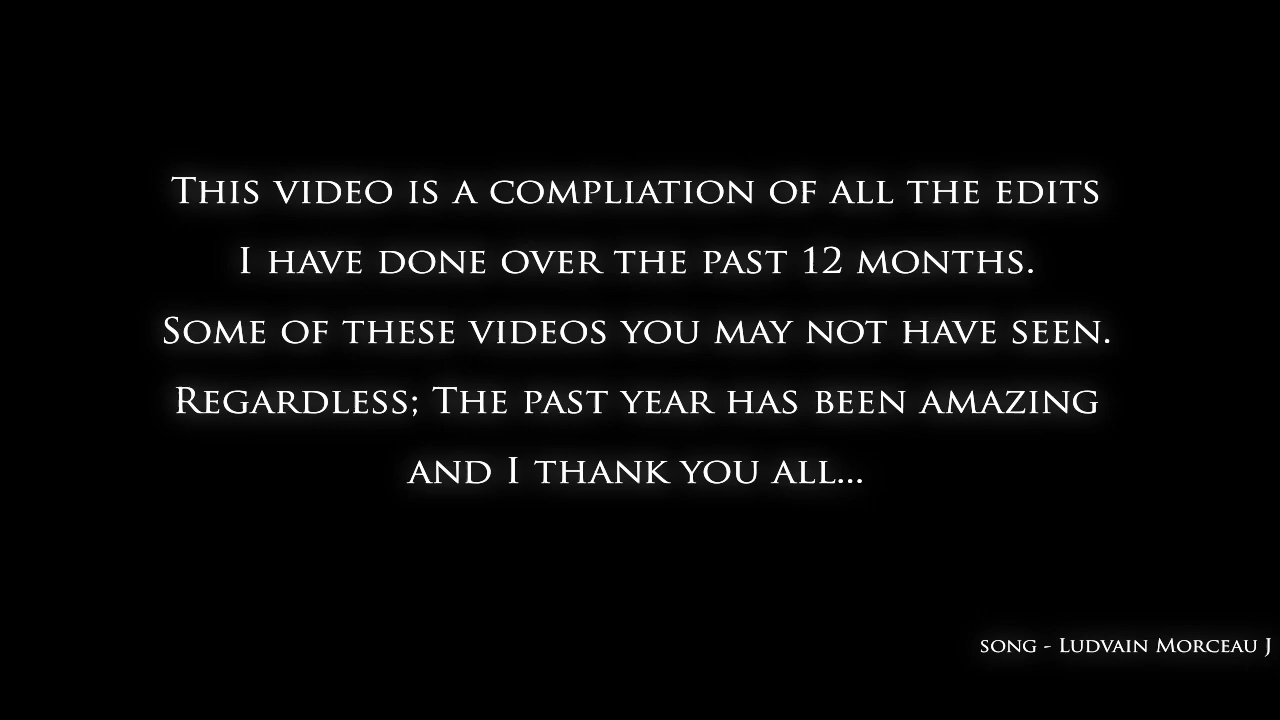 This video is a compliation of all the edits
I have done over the past 12 months.
Some of these videos you may not have seen.
Regardless; The past year has been amazing
and I thank you all...
song - Ludvain Morceau J